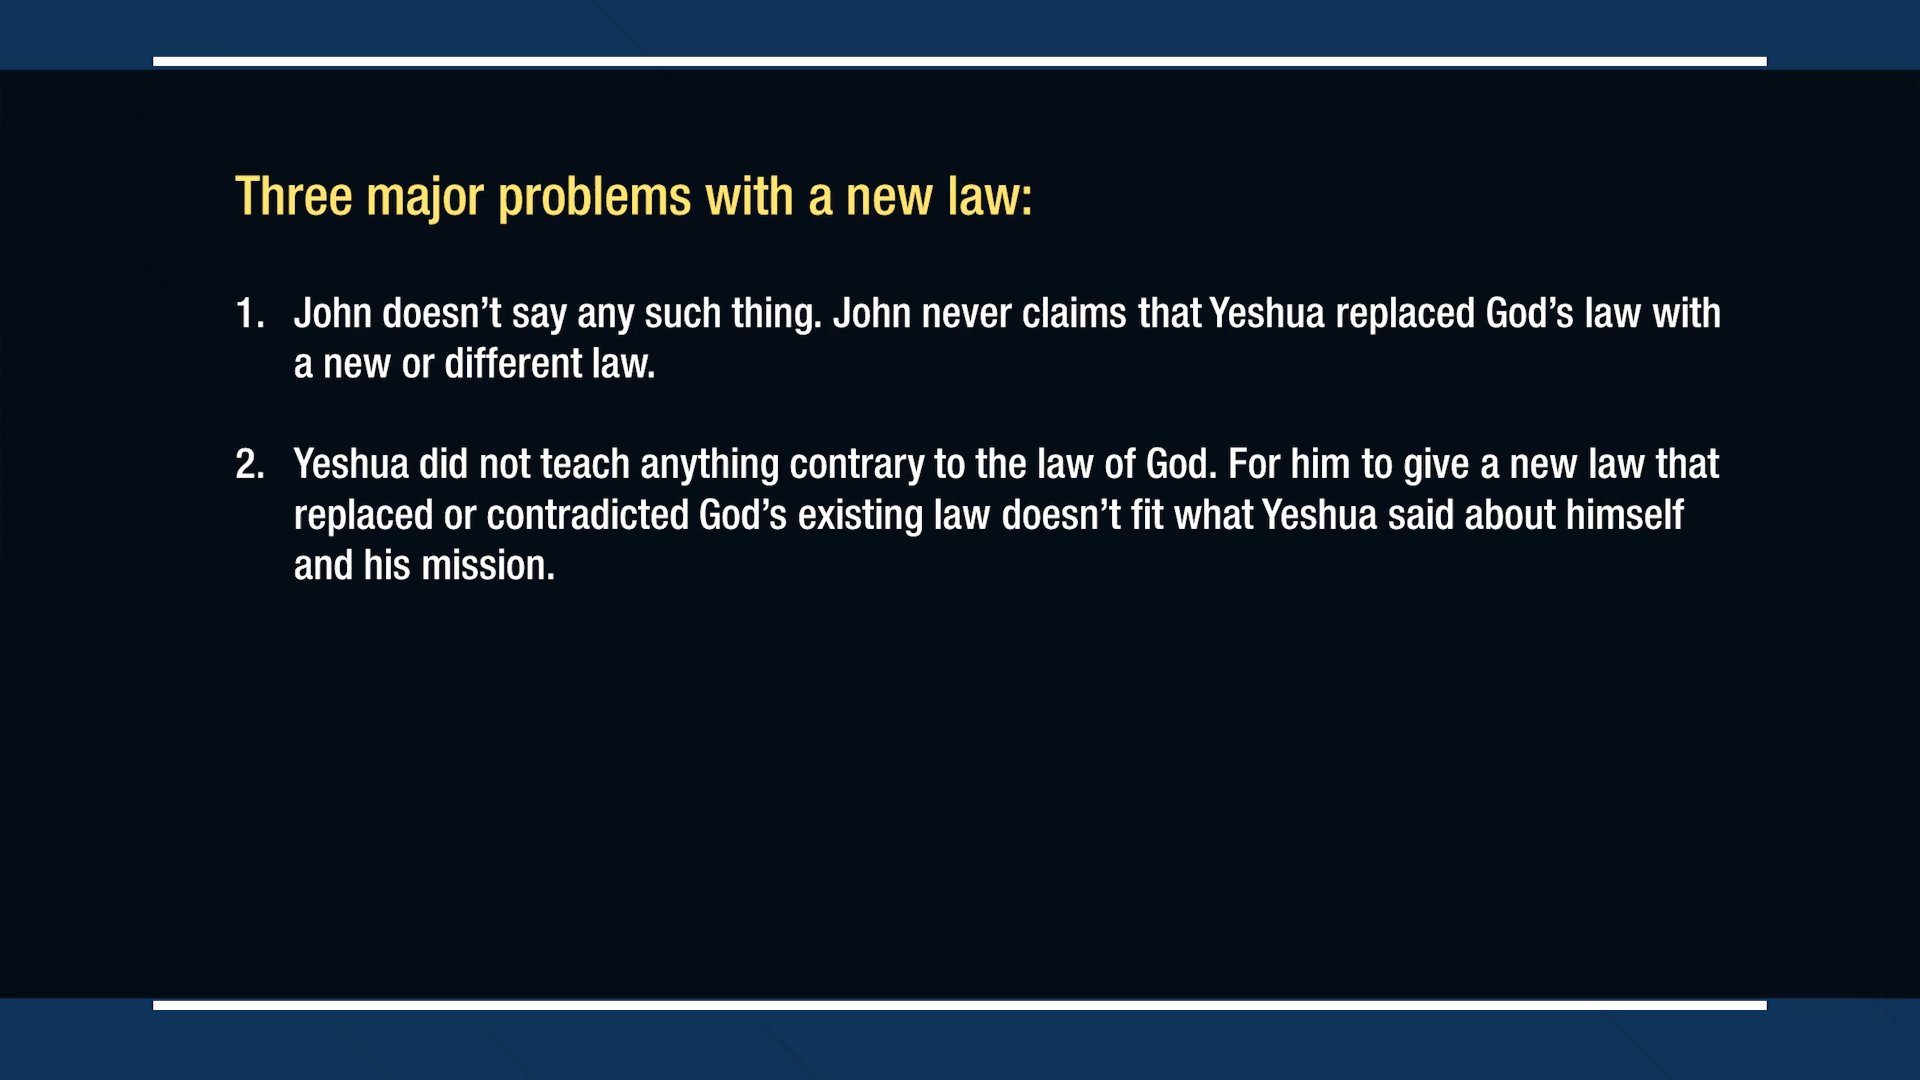 Three major problems with a new law:
1. John doesn’t say any such thing. John never claims that Yeshua replaced God’s law with
a new or different law.
2. Yeshua did not teach anything contrary to the law of God. For him to give a new law that
replaced or contradicted God’s existing law doesn’t fit what Yeshua said about himself
and his mission.